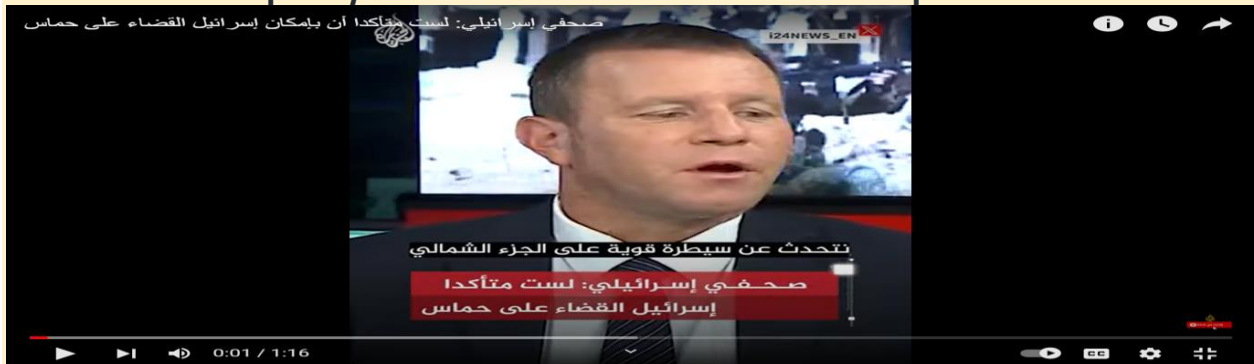 صحفي إسرائيلي: لست متأكدا أن بإمكان إسرائيل القضاء على حماس
i24NEWS_EN
نتحدث عن سيطرة قوية على الجزء الشمالي
صحفي إسرائيلي: لست متأكدا
إسرائيل القضاء على حماس
0:01 / 1:16
CC